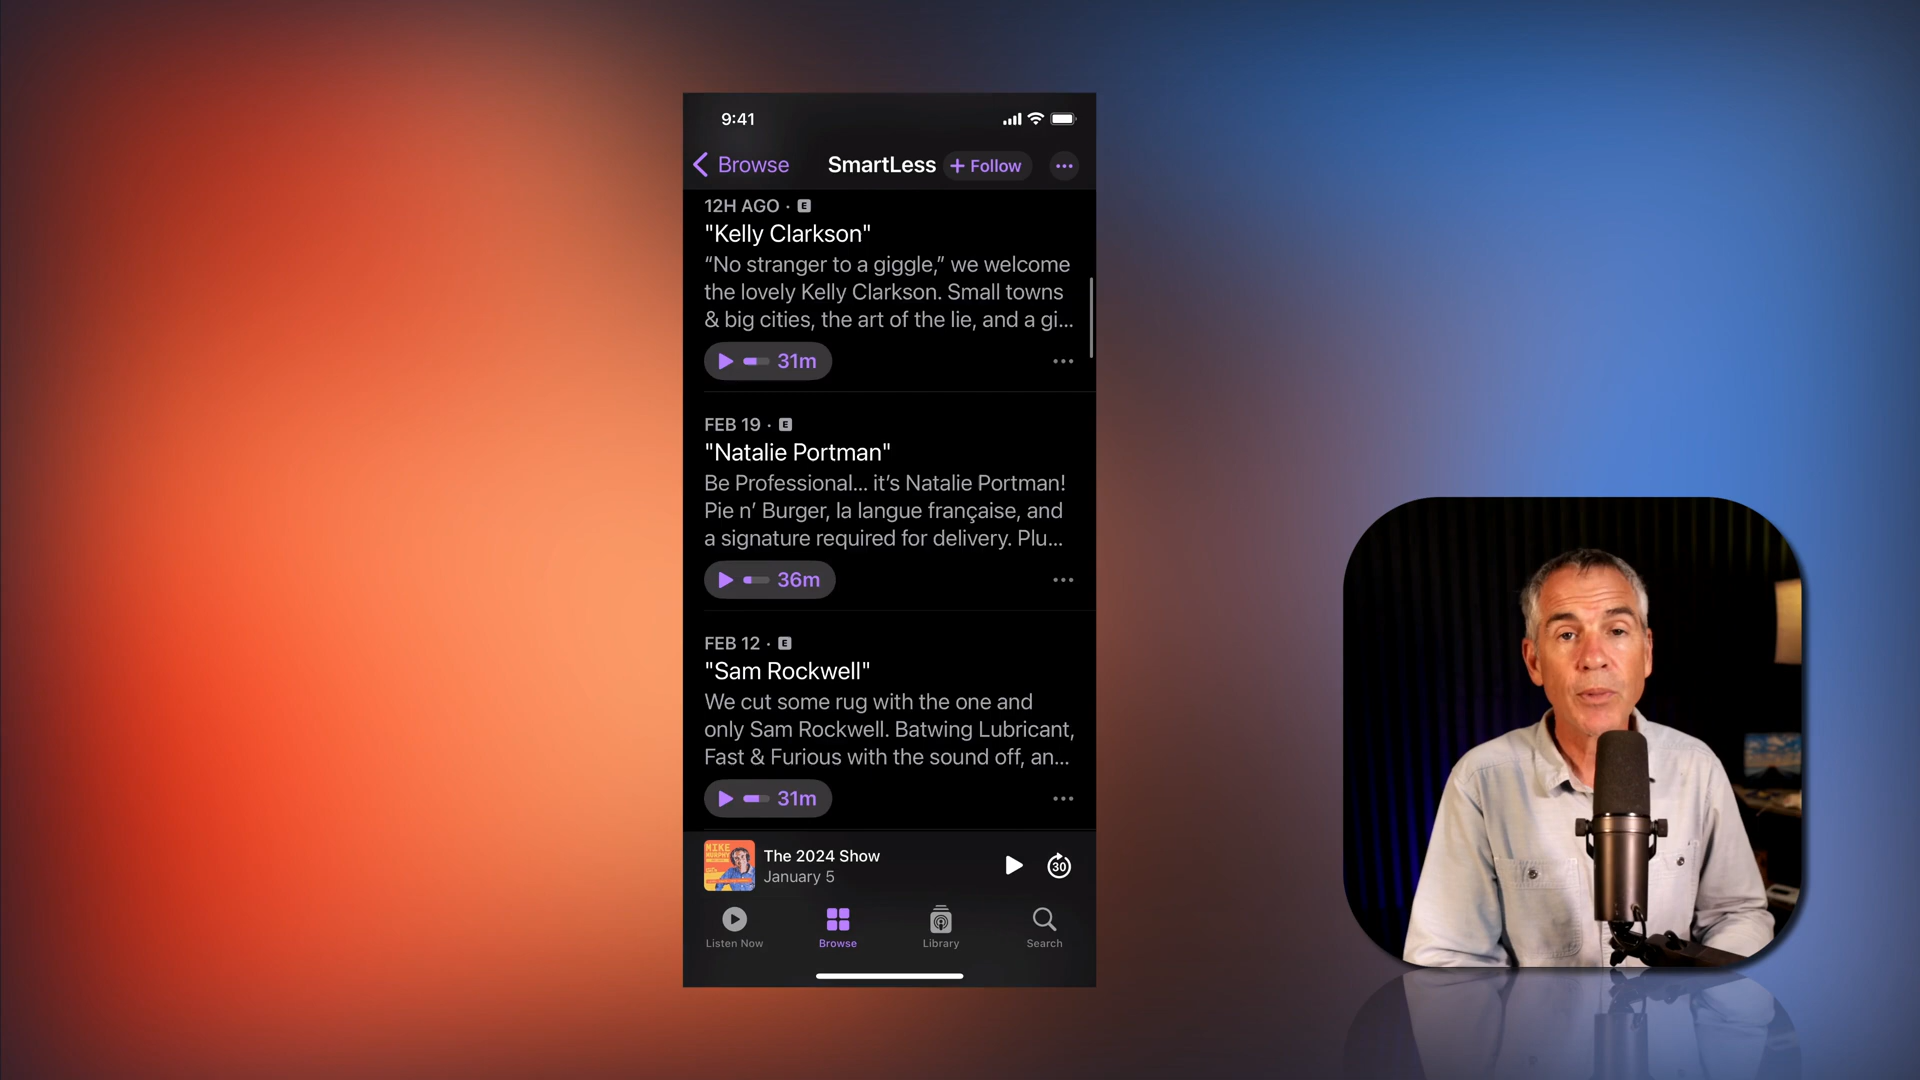 9:41
Browse
SmartLess
+ Follow
12H AGO · E
"Kelly Clarkson"
“No stranger to a giggle,” we welcome
the lovely Kelly Clarkson. Small towns
& big cities, the art of the lie, and a gi...
31m
FEB 19 · E
"Natalie Portman"
Be Professional... it’s Natalie Portman!
Pie n’ Burger, la langue française, and
a signature required for delivery. Plu...
36m
FEB 12 · E
"Sam Rockwell"
We cut some rug with the one and
only Sam Rockwell. Batwing Lubricant,
Fast & Furious with the sound off, an...
31m
MIKE
MURPHY
The 2024 Show
January 5
30
Listen Now
Browse
Library
Search